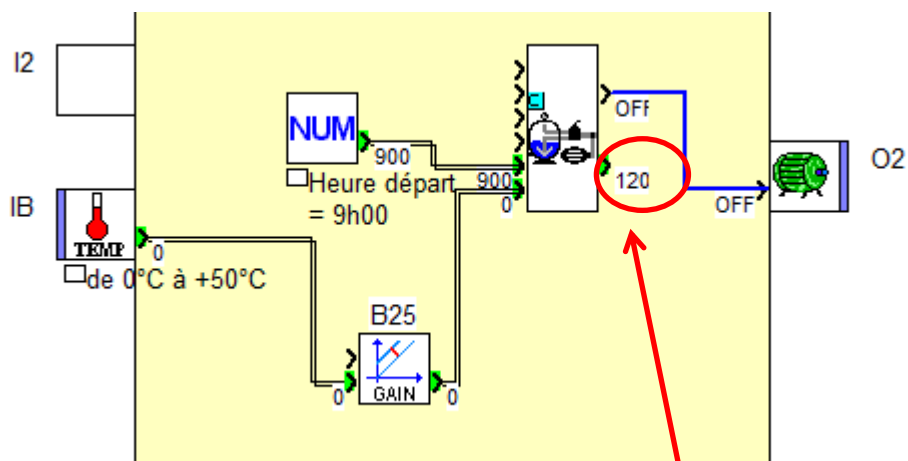 I2
NUM
900
Heure départ
= 9h00
900
0
OFF
120
OFF
O2
IB
TEMP
0
de 0°C à +50°C
B25
GAIN
0
0